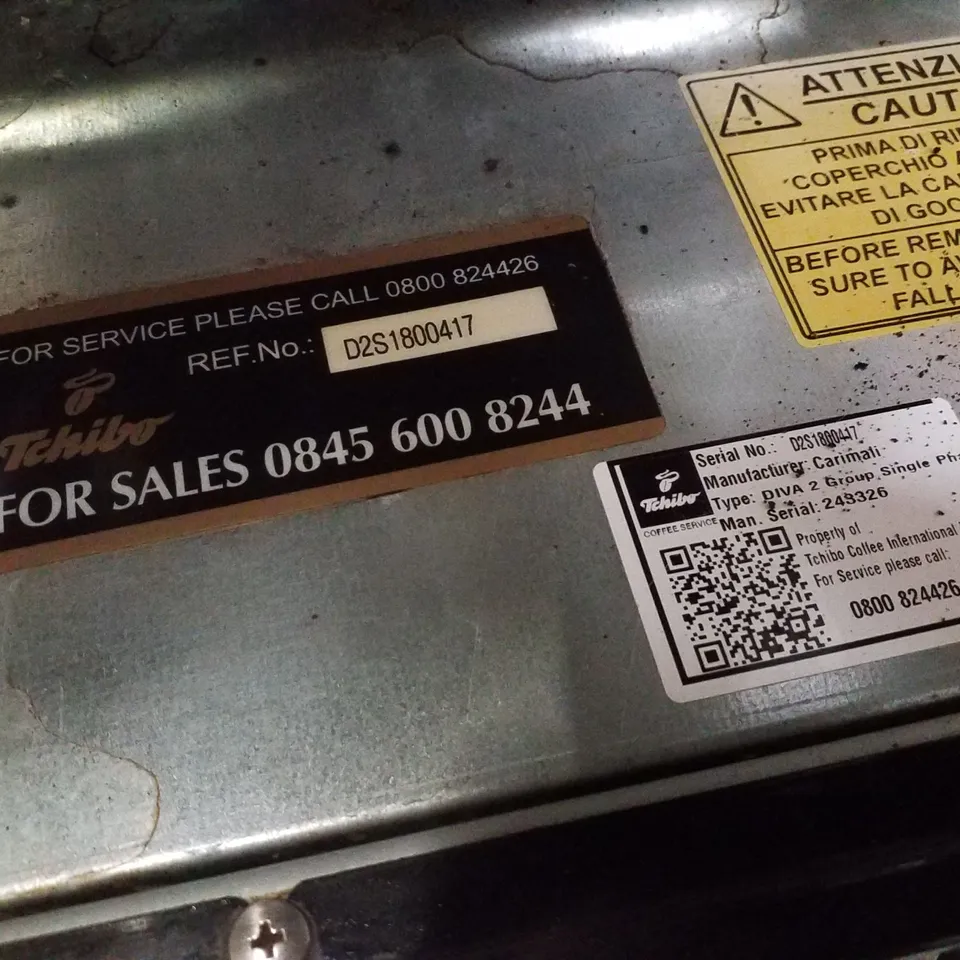 FOR SERVICE PLEASE CALL 0800 824426
REF.No.: D2S1800417
Tchibo
FOR SALES 0845 600 8244
ATTENZI
CAUT
PRIMA DI RI
COPERCHIO A
EVITARE LA CA
DI GOC
BEFORE REM
SURE TO AV
FALL
Tchibo
COFFEE SERVICE
Serial No.: D2S1800417
Manufacturer: Carimali
Type: DIVA 2 Group Single Pha
Man. Serial: 248326
Property of
Tchibo Coffee International
For Service please call:
0800 824426